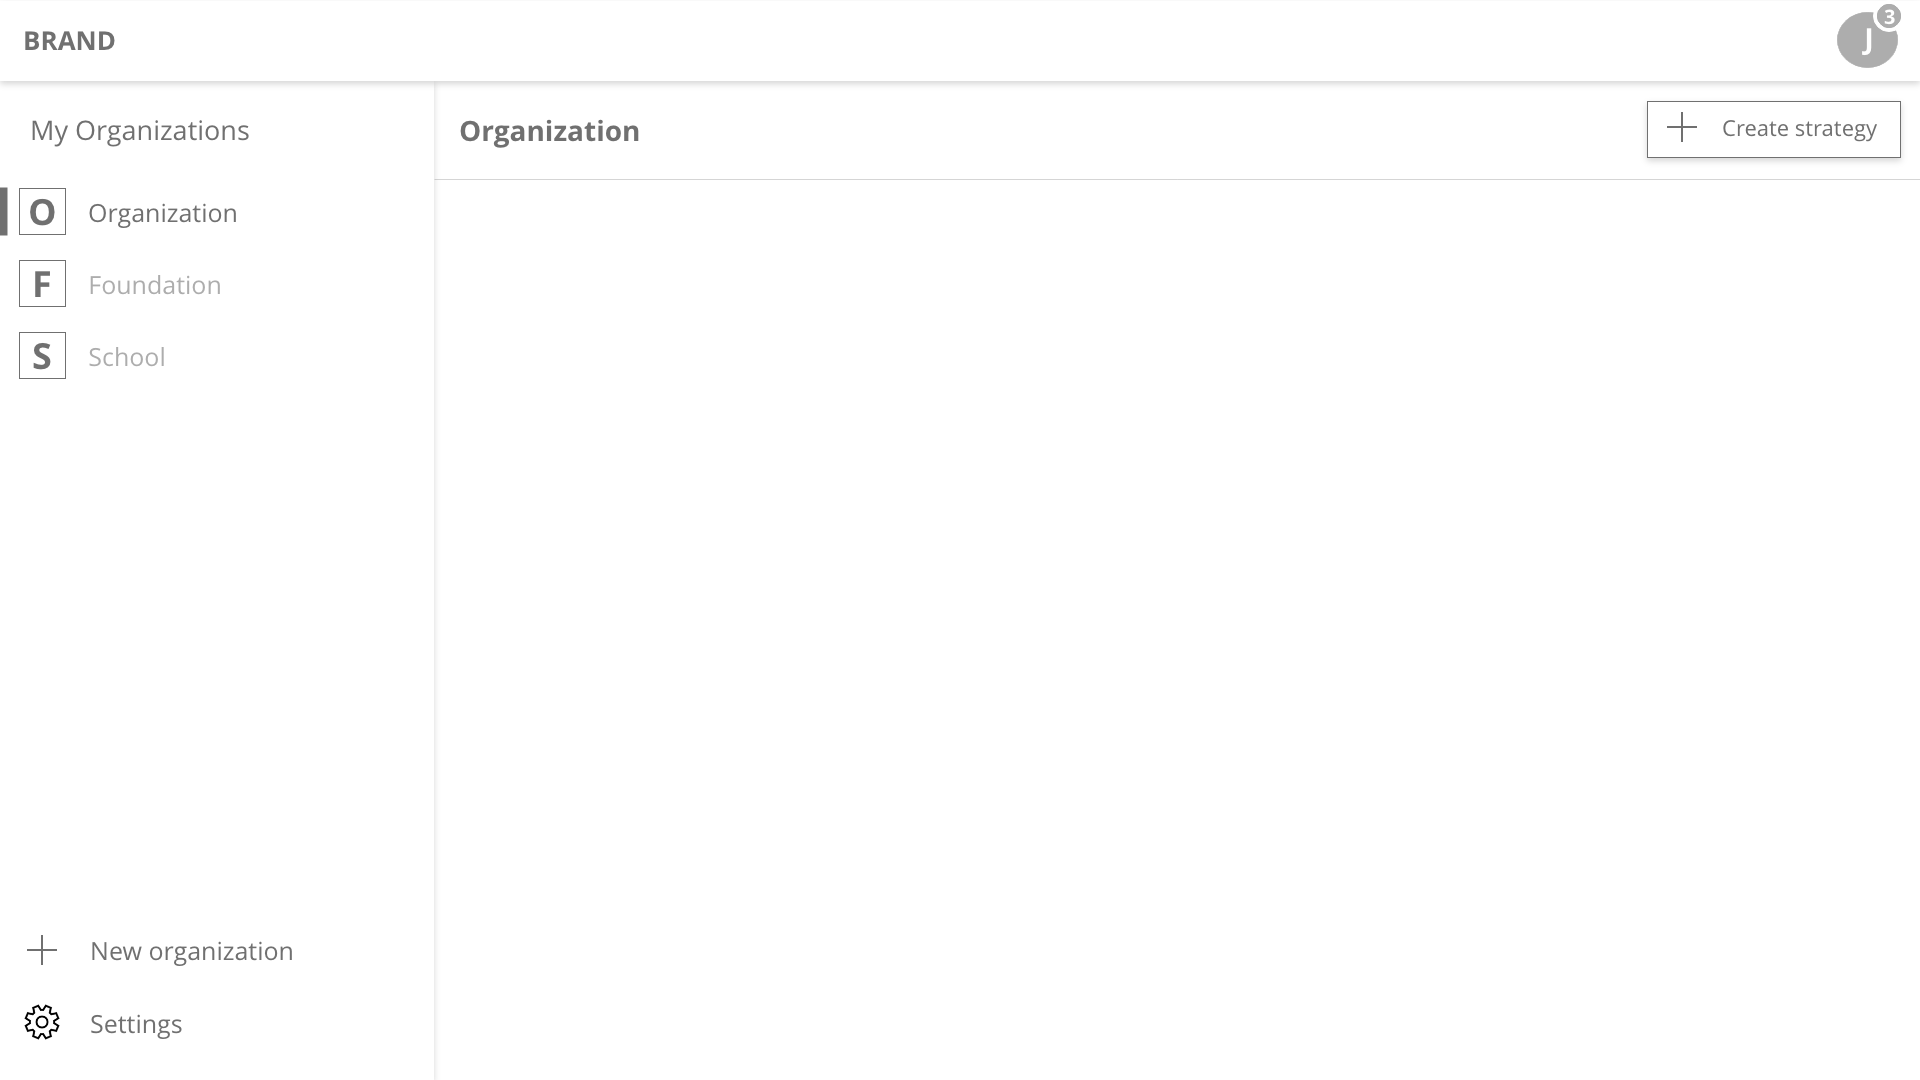 BRAND
J
3
My Organizations
O Organization
F Foundation
S School
New organization
Settings
Organization
Create strategy